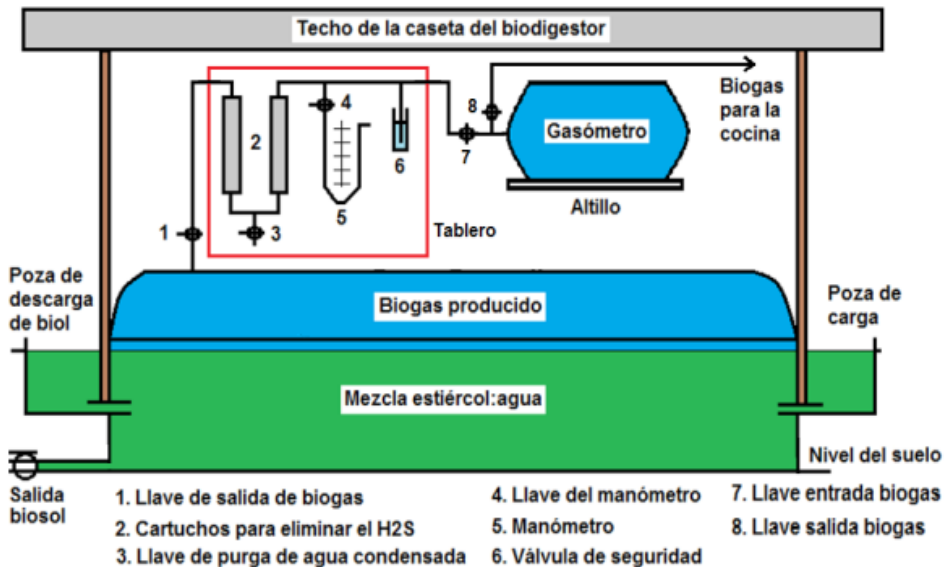 Techo de la caseta del biodigestor
Biogas
para la
cocina
8
4
Gasómetro
2
6
7
Altillo
5
1
3
Tablero
Poza de
descarga
de biol
Biogas producido
Poza de
carga
Mezcla estiércol:agua
Nivel del suelo
Salida
biosol
1. Llave de salida de biogas
2. Cartuchos para eliminar el H2S
3. Llave de purga de agua condensada
4. Llave del manómetro
5. Manómetro
6. Válvula de seguridad
7. Llave entrada biogas
8. Llave salida biogas